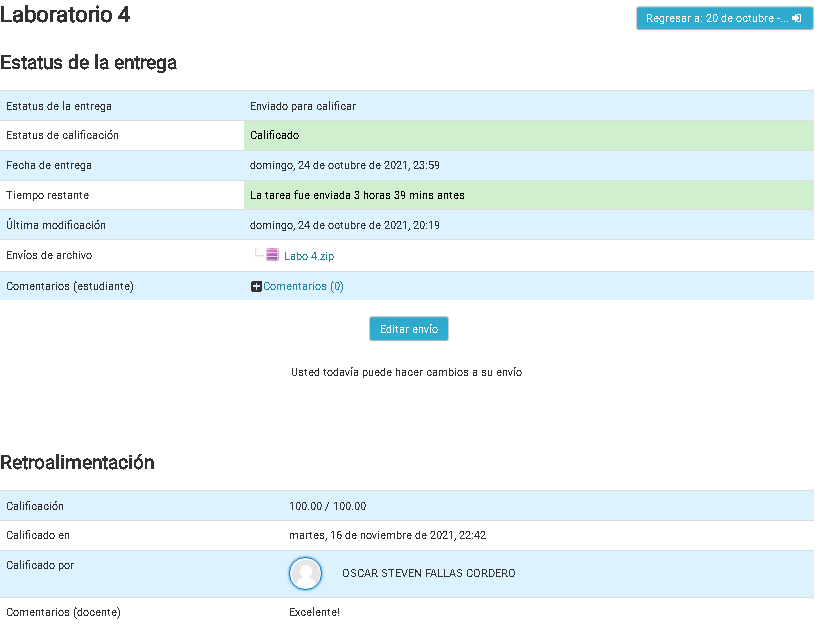 Laboratorio 4
Regresar a: 20 de octubre -...
Estatus de la entrega
Estatus de la entrega Enviado para calificar
Estatus de calificación Calificado
Fecha de entrega domingo, 24 de octubre de 2021, 23:59
Tiempo restante La tarea fue enviada 3 horas 39 mins antes
Última modificación domingo, 24 de octubre de 2021, 20:19
Envíos de archivo Labo 4.zip
Comentarios (estudiante) Comentarios (0)
Editar envío
Usted todavía puede hacer cambios a su envío
Retroalimentación
Calificación 100.00 / 100.00
Calificado en martes, 16 de noviembre de 2021, 22:42
Calificado por OSCAR STEVEN FALLAS CORDERO
Comentarios (docente) Excelente!